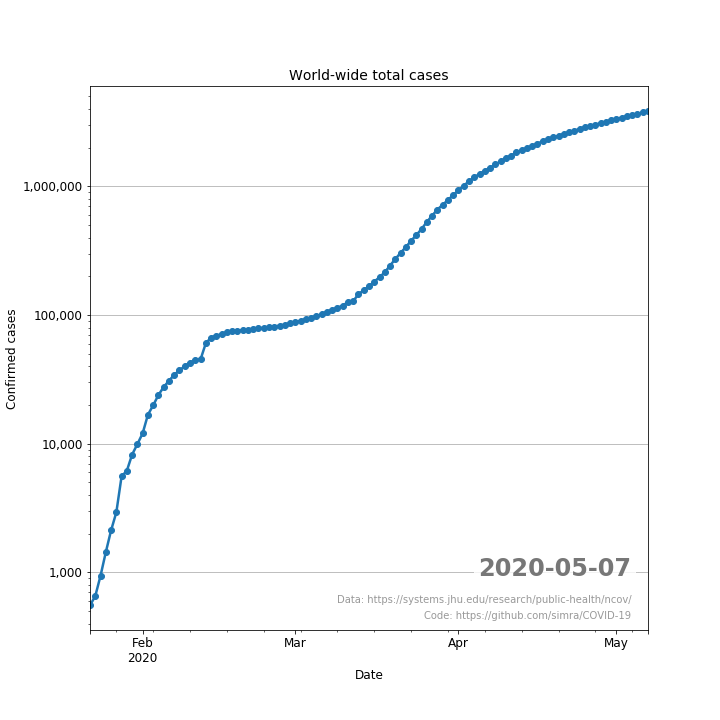 World-wide total cases
Confirmed cases
1,000,000
100,000
10,000
1,000
2020-05-07
Data: https://systems.jhu.edu/research/public-health/ncov/
Code: https://github.com/simra/COVID-19
Feb
2020
Mar
Apr
May
Date